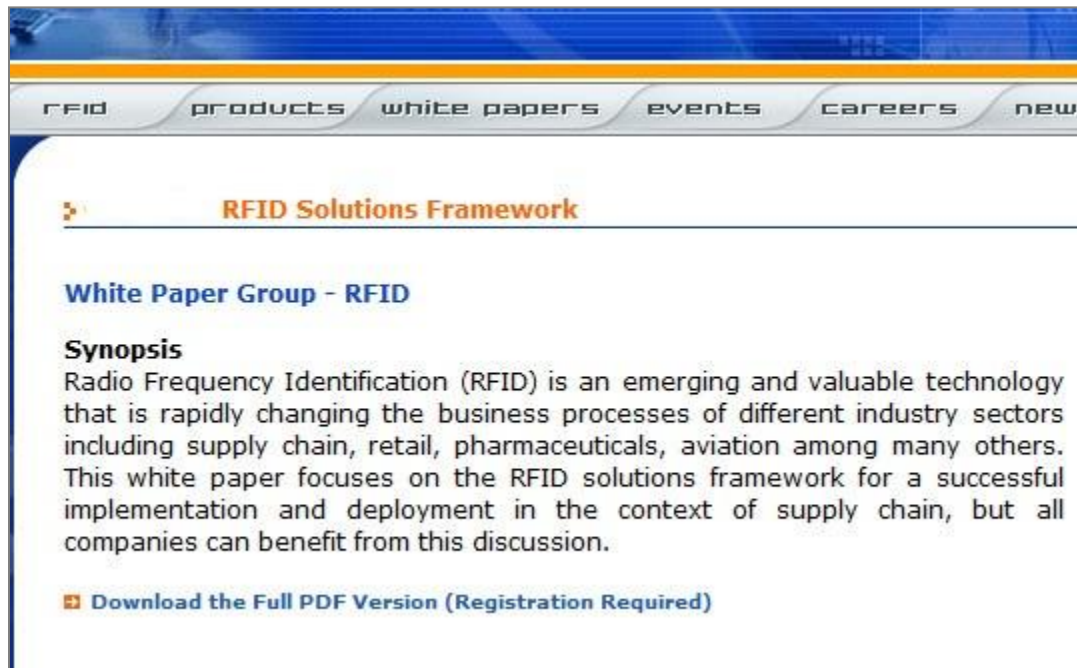 rfid products white papers events careers new
RFID Solutions Framework
White Paper Group - RFID
Synopsis
Radio Frequency Identification (RFID) is an emerging and valuable technology
that is rapidly changing the business processes of different industry sectors
including supply chain, retail, pharmaceuticals, aviation among many others.
This white paper focuses on the RFID solutions framework for a successful
implementation and deployment in the context of supply chain, but all
companies can benefit from this discussion.
Download the Full PDF Version (Registration Required)